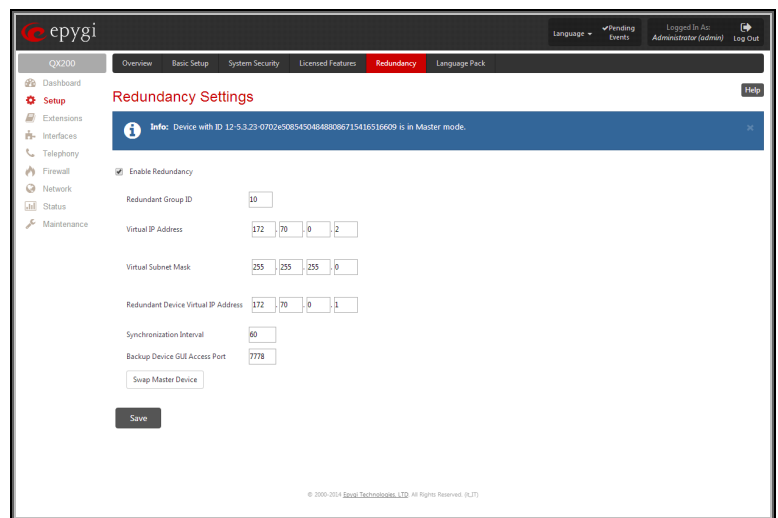 epygi
Language
Pending Events
Logged In As:
Administrator (admin)
Log Out
QX200
Overview Basic Setup System Security Licensed Features Redundancy Language Pack
Dashboard
Setup
Extensions
Interfaces
Telephony
Firewall
Network
Status
Maintenance
Redundancy Settings
Help
Info: Device with ID 12-5.3.23-0702e50854504848808671541651 6609 is in Master mode.
Enable Redundancy
Redundant Group ID 10
Virtual IP Address 172 . 70 . 0 . 2
Virtual Subnet Mask 255 . 255 . 255 . 0
Redundant Device Virtual IP Address 172 . 70 . 0 . 1
Synchronization Interval 60
Backup Device GUI Access Port 7778
Swap Master Device
Save
© 2000-2014 Epygi Technologies, LTD. All Rights Reserved. (it_IT)